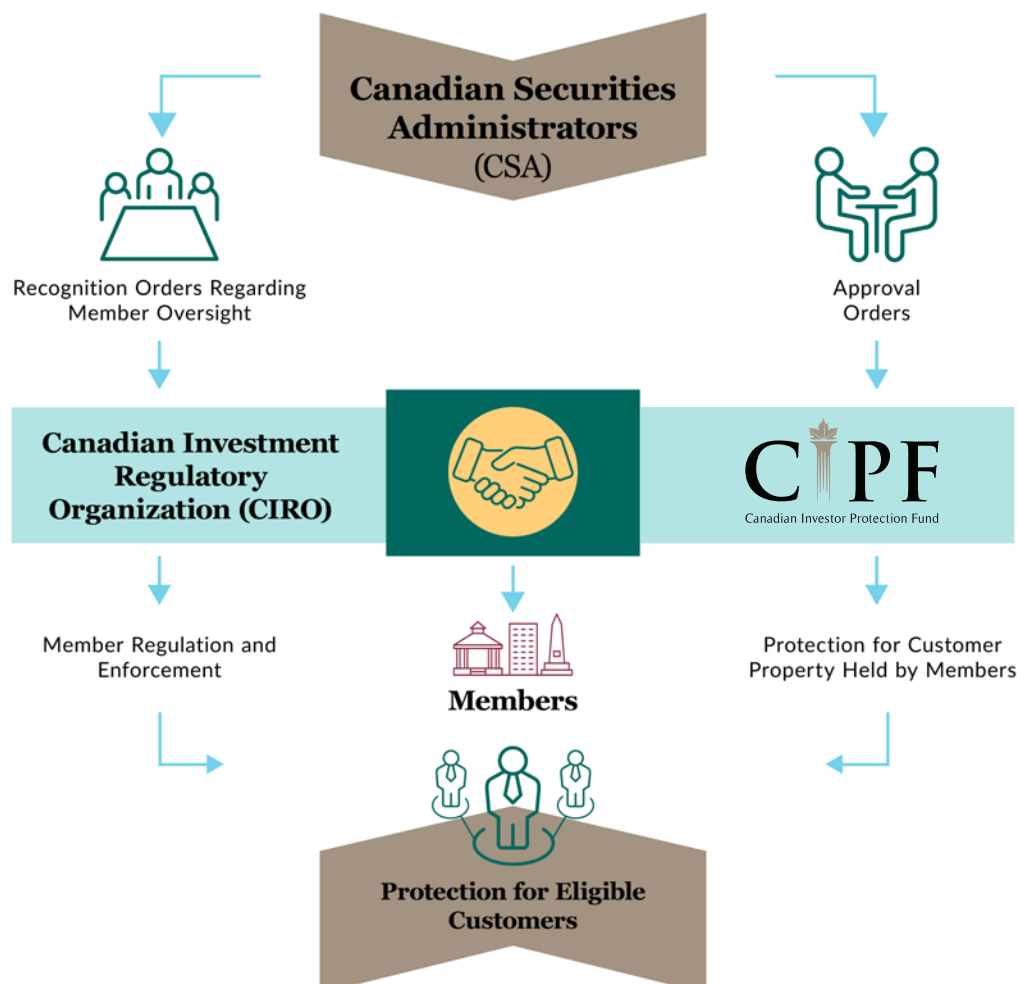 Canadian Securities
Administrators
(CSA)
Recognition Orders Regarding
Member Oversight
Approval
Orders
Canadian Investment
Regulatory
Organization (CIRO)
CIPF
Canadian Investor Protection Fund
Member Regulation and
Enforcement
Members
Protection for Customer
Property Held by Members
Protection for Eligible
Customers